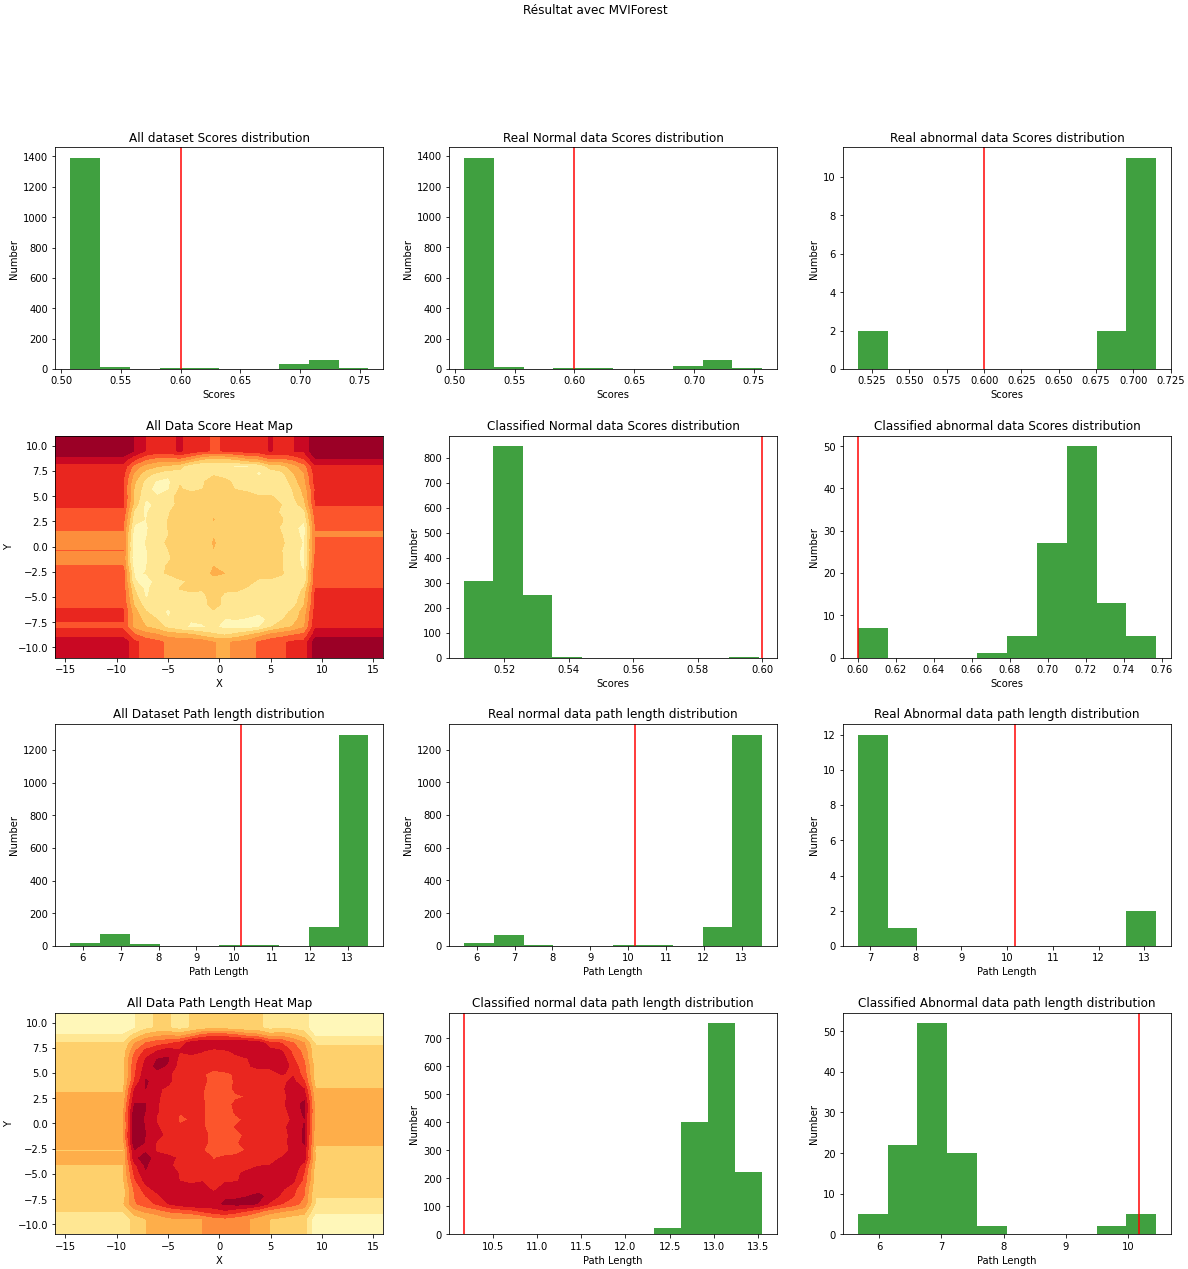 Résultat avec MVIForest
All dataset Scores distribution
Number
1400
1200
1000
800
600
400
200
0
0.50 0.55 0.60 0.65 0.70 0.75
Scores
Real Normal data Scores distribution
Number
1400
1200
1000
800
600
400
200
0
0.50 0.55 0.60 0.65 0.70 0.75
Scores
Real abnormal data Scores distribution
Number
10
8
6
4
2
0
0.525 0.550 0.575 0.600 0.625 0.650 0.675 0.700 0.725
Scores
All Data Score Heat Map
Y
10.0
7.5
5.0
2.5
0.0
−2.5
−5.0
−7.5
−10.0
−15 −10 −5 0 5 10 15
X
Classified Normal data Scores distribution
Number
800
700
600
500
400
300
200
100
0
0.52 0.54 0.56 0.58 0.60
Scores
Classified abnormal data Scores distribution
Number
50
40
30
20
10
0
0.60 0.62 0.64 0.66 0.68 0.70 0.72 0.74 0.76
Scores
All Dataset Path length distribution
Number
1200
1000
800
600
400
200
0
6 7 8 9 10 11 12 13
Path Length
Real normal data path length distribution
Number
1200
1000
800
600
400
200
0
6 7 8 9 10 11 12 13
Path Length
Real Abnormal data path length distribution
Number
12
10
8
6
4
2
0
7 8 9 10 11 12 13
Path Length
All Data Path Length Heat Map
Y
10.0
7.5
5.0
2.5
0.0
−2.5
−5.0
−7.5
−10.0
−15 −10 −5 0 5 10 15
X
Classified normal data path length distribution
Number
700
600
500
400
300
200
100
0
10.5 11.0 11.5 12.0 12.5 13.0 13.5
Path Length
Classified Abnormal data path length distribution
Number
50
40
30
20
10
0
6 7 8 9 10
Path Length